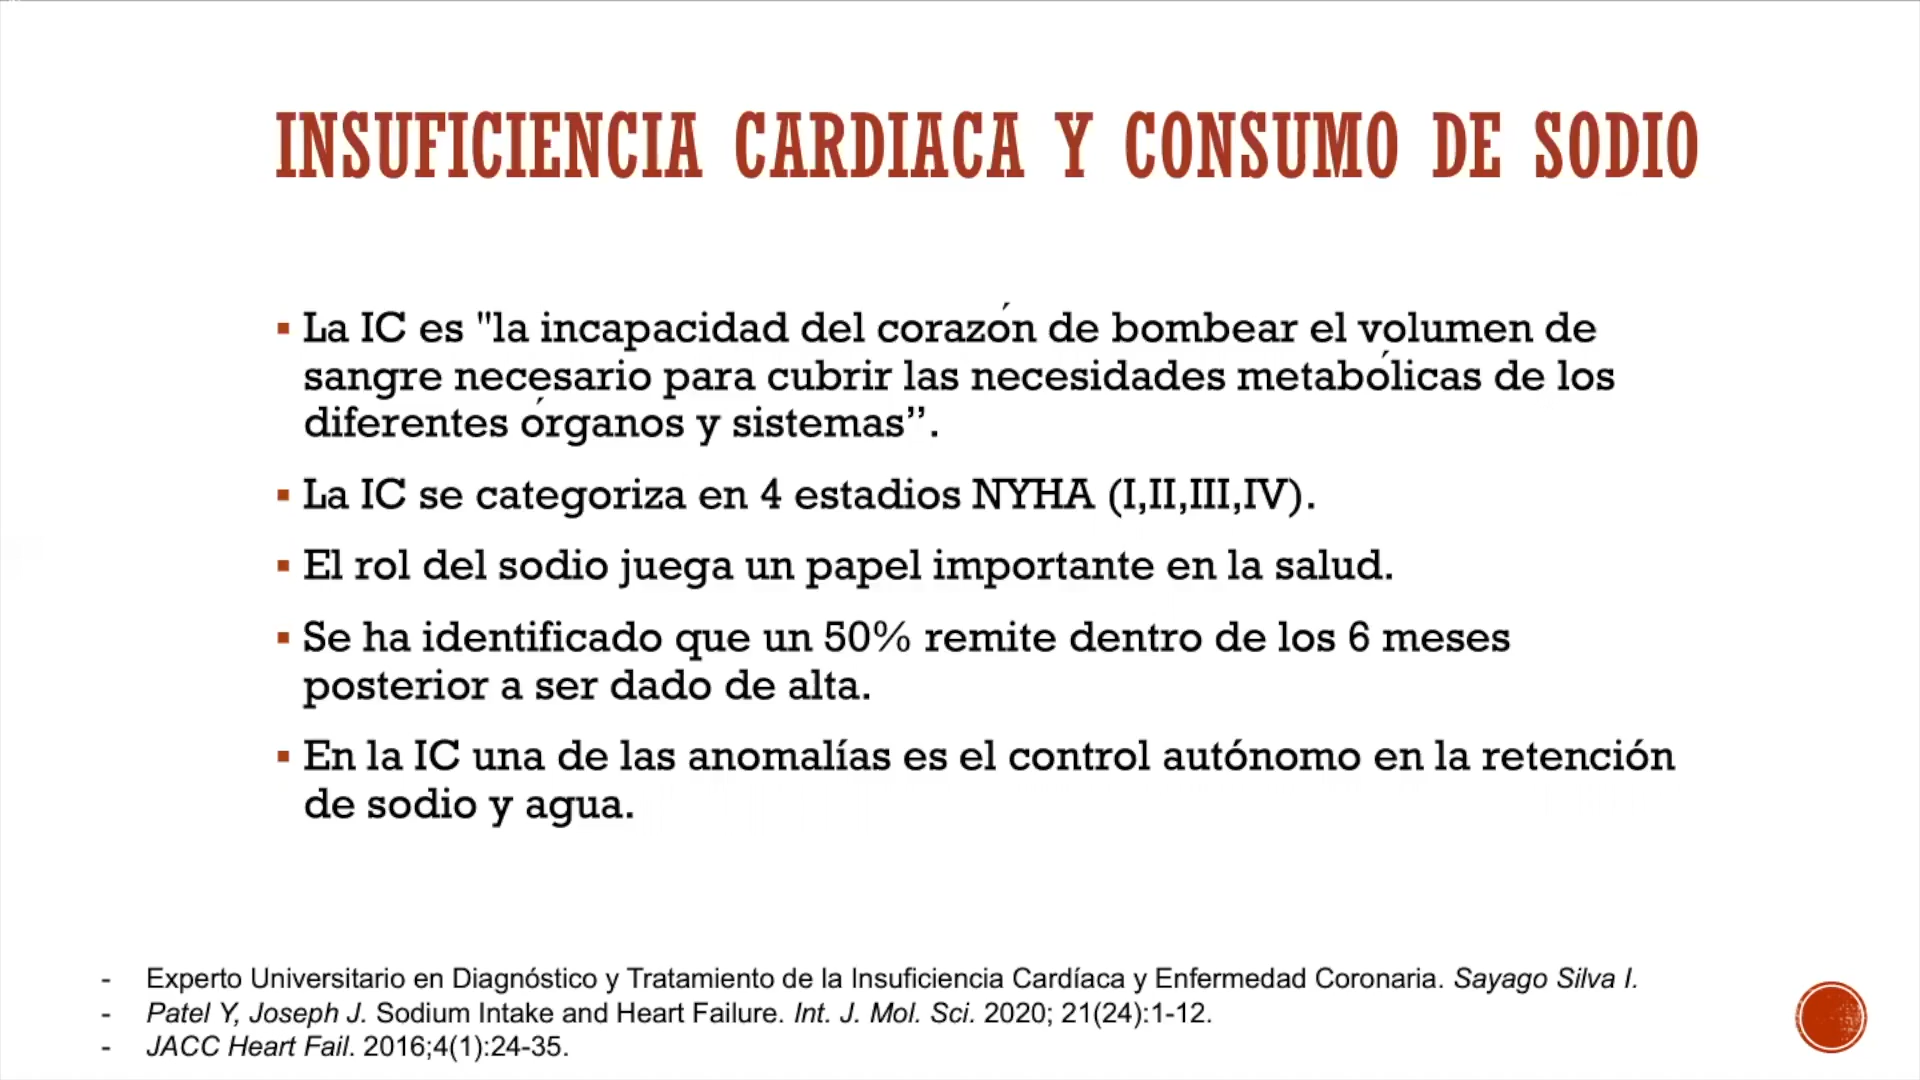 INSUFICIENCIA CARDIACA Y CONSUMO DE SODIO
▪ La IC es "la incapacidad del corazón de bombear el volumen de
sangre necesario para cubrir las necesidades metabólicas de los
diferentes órganos y sistemas”.
▪ La IC se categoriza en 4 estadios NYHA (I,II,III,IV).
▪ El rol del sodio juega un papel importante en la salud.
▪ Se ha identificado que un 50% remite dentro de los 6 meses
posterior a ser dado de alta.
▪ En la IC una de las anomalías es el control autónomo en la retención
de sodio y agua.
- Experto Universitario en Diagnóstico y Tratamiento de la Insuficiencia Cardíaca y Enfermedad Coronaria. Sayago Silva I.
- Patel Y, Joseph J. Sodium Intake and Heart Failure. Int. J. Mol. Sci. 2020; 21(24):1-12.
- JACC Heart Fail. 2016;4(1):24-35.